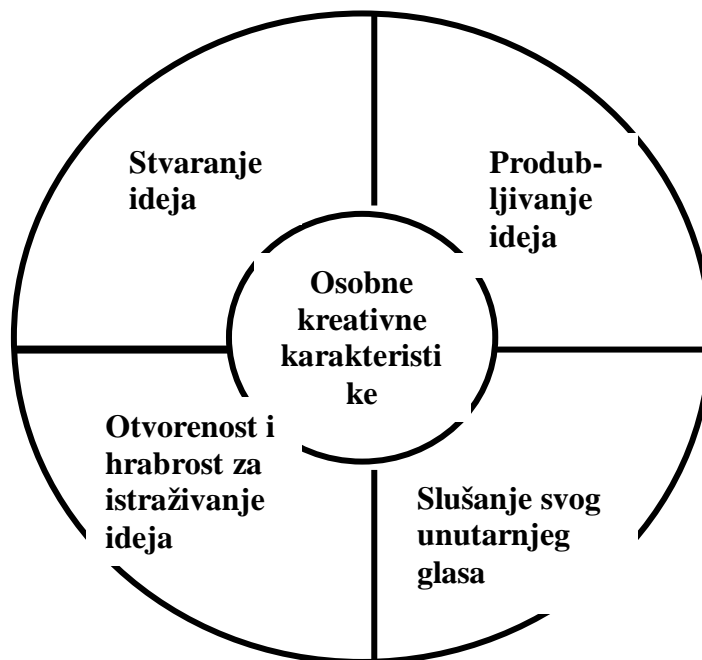 Stvaranje
ideja
Produb-
ljivanje
ideja
Osobne
kreativne
karakteristi
ke
Otvorenost i
hrabrost za
istraživanje
ideja
Slušanje svog
unutarnjeg
glasa